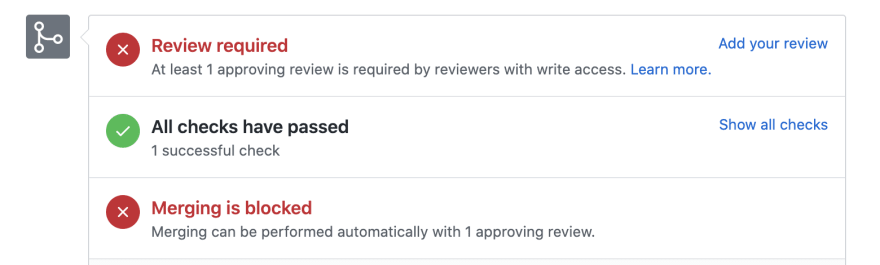 Review required
Add your review
At least 1 approving review is required by reviewers with write access. Learn more.
All checks have passed
Show all checks
1 successful check
Merging is blocked
Merging can be performed automatically with 1 approving review.